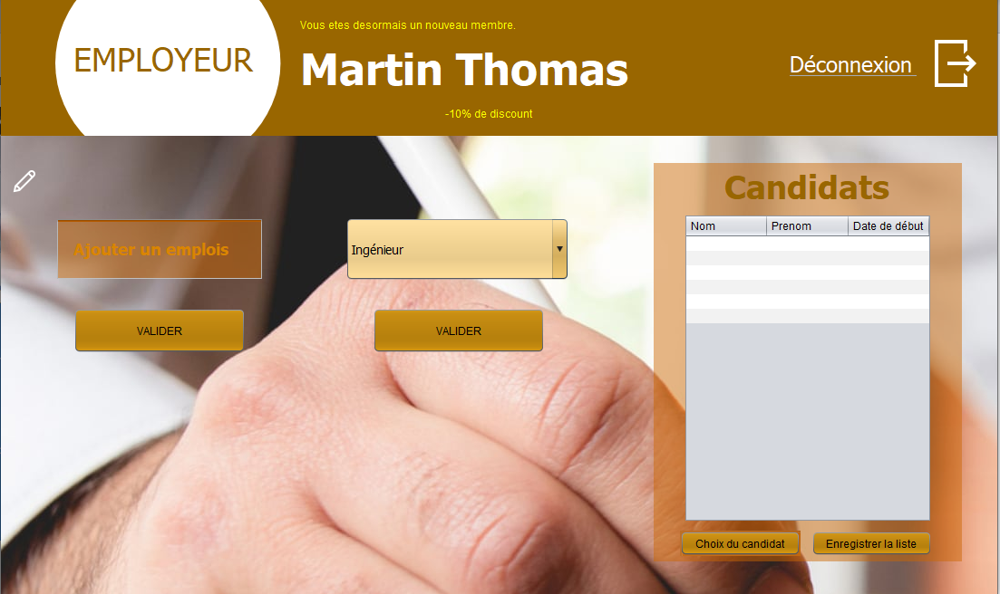 Vous etes desormais un nouveau membre.
EMPLOYEUR
Martin Thomas
Déconnexion
-10% de discount
Ajouter un emplois
Ingénieur
VALIDER
VALIDER
Candidats
Nom Prenom Date de début
Choix du candidat
Enregistrer la liste